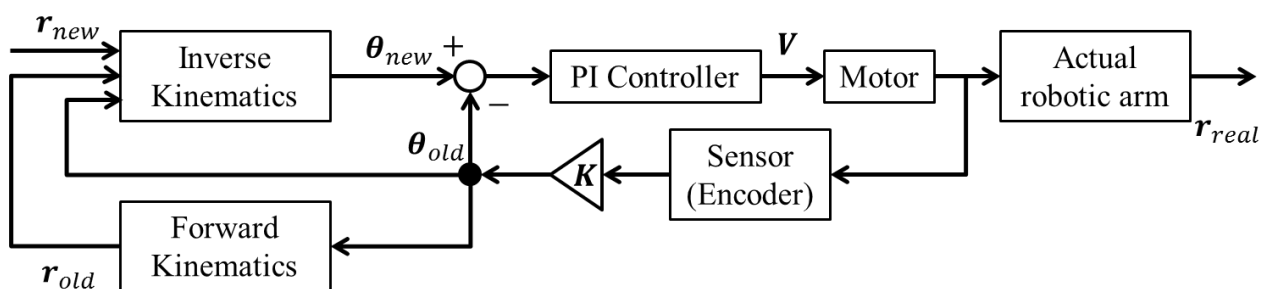 r_new
Inverse
Kinematics
θ_new
+
−
PI Controller
V
Motor
Actual
robotic arm
r_real
θ_old
K
Sensor
(Encoder)
Forward
Kinematics
r_old